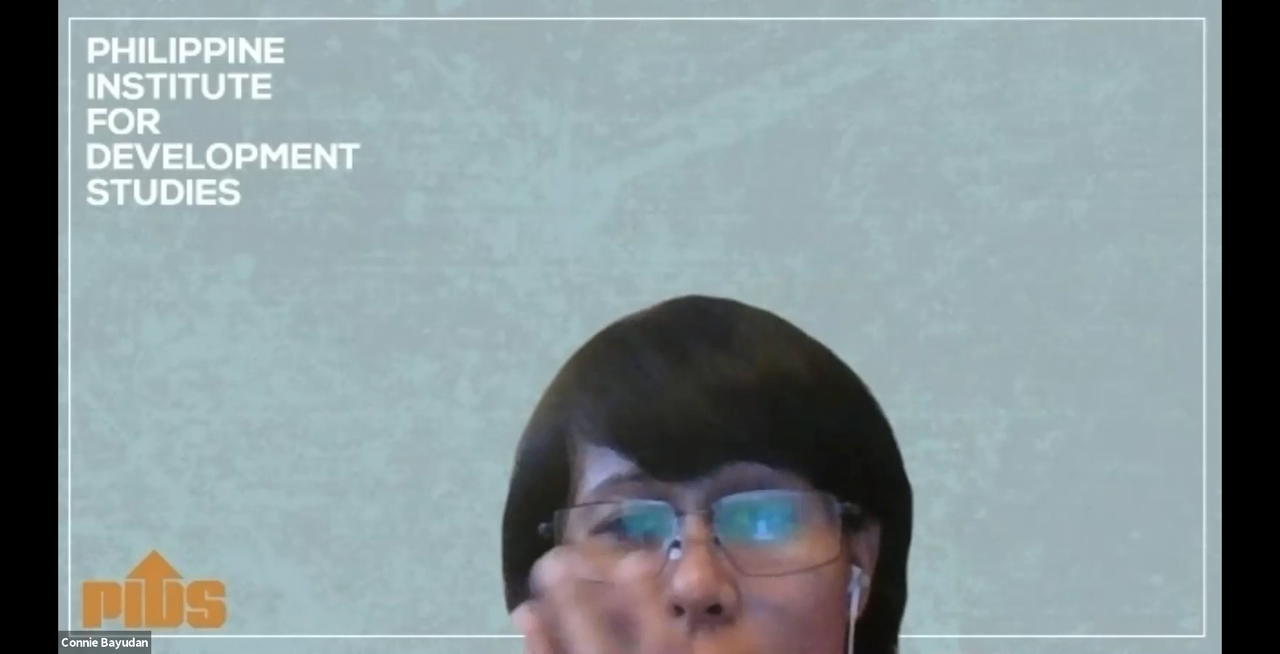 PHILIPPINE
INSTITUTE
FOR
DEVELOPMENT
STUDIES
pids
Connie Bayudan